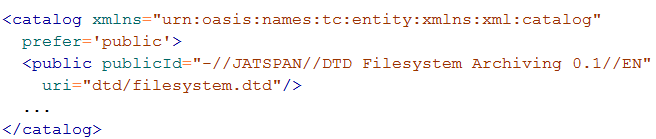 <catalog xmlns="urn:oasis:names:tc:entity:xmlns:xml:catalog"
  prefer='public'>
  <public publicId="-//JATSPAN//DTD Filesystem Archiving 0.1//EN"
    uri="dtd/filesystem.dtd"/>
  ...
</catalog>